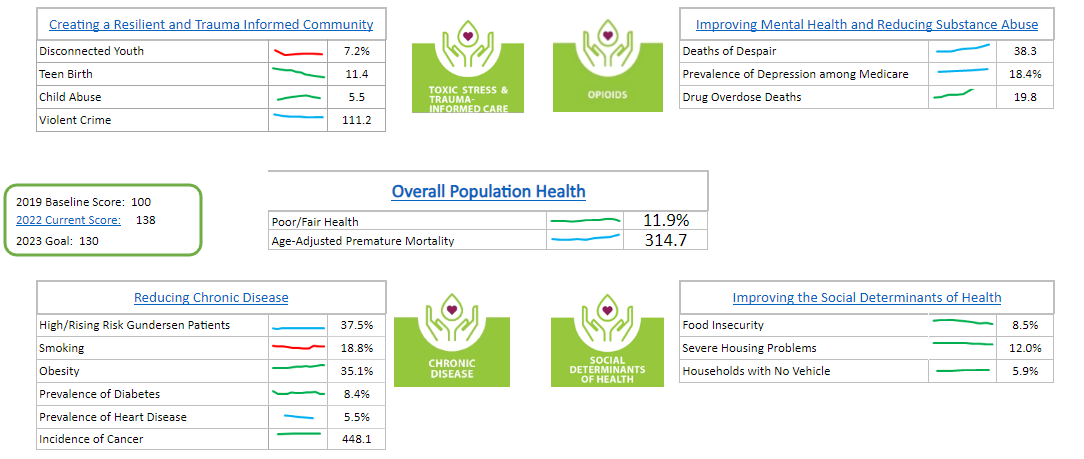 Creating a Resilient and Trauma Informed Community
Disconnected Youth 7.2%
Teen Birth 11.4
Child Abuse 5.5
Violent Crime 111.2
TOXIC STRESS &
TRAUMA-
INFORMED CARE
OPIOIDS
Improving Mental Health and Reducing Substance Abuse
Deaths of Despair 38.3
Prevalence of Depression among Medicare 18.4%
Drug Overdose Deaths 19.8
2019 Baseline Score: 100
2022 Current Score: 138
2023 Goal: 130
Overall Population Health
Poor/Fair Health 11.9%
Age-Adjusted Premature Mortality 314.7
Reducing Chronic Disease
High/Rising Risk Gundersen Patients 37.5%
Smoking 18.8%
Obesity 35.1%
Prevalence of Diabetes 8.4%
Prevalence of Heart Disease 5.5%
Incidence of Cancer 448.1
CHRONIC
DISEASE
SOCIAL
DETERMINANTS
OF HEALTH
Improving the Social Determinants of Health
Food Insecurity 8.5%
Severe Housing Problems 12.0%
Households with No Vehicle 5.9%